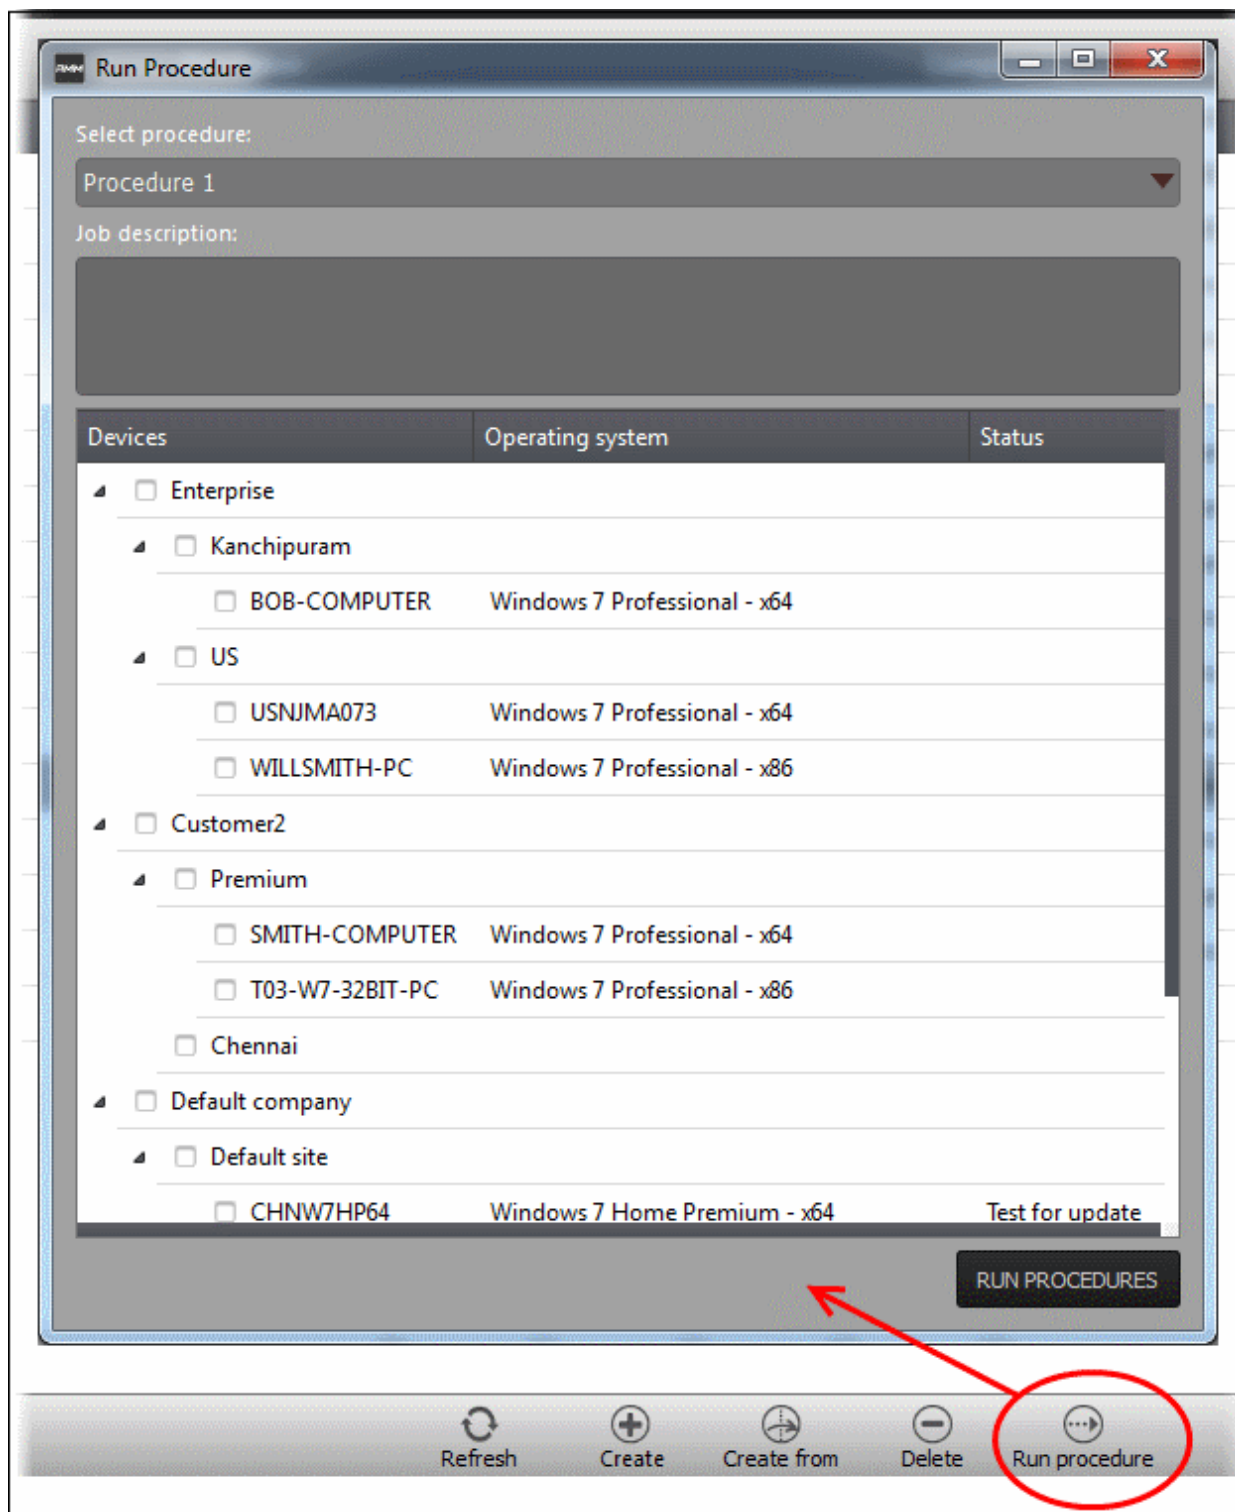 RMM Run Procedure
Select procedure:
Procedure 1
Job description:
Devices Operating system Status
Enterprise
Kanchipuram
BOB-COMPUTER Windows 7 Professional - x64
US
USNJMA073 Windows 7 Professional - x64
WILLSMITH-PC Windows 7 Professional - x86
Customer2
Premium
SMITH-COMPUTER Windows 7 Professional - x64
T03-W7-32BIT-PC Windows 7 Professional - x86
Chennai
Default company
Default site
CHNW7HP64 Windows 7 Home Premium - x64 Test for update
RUN PROCEDURES
Refresh Create Create from Delete Run procedure